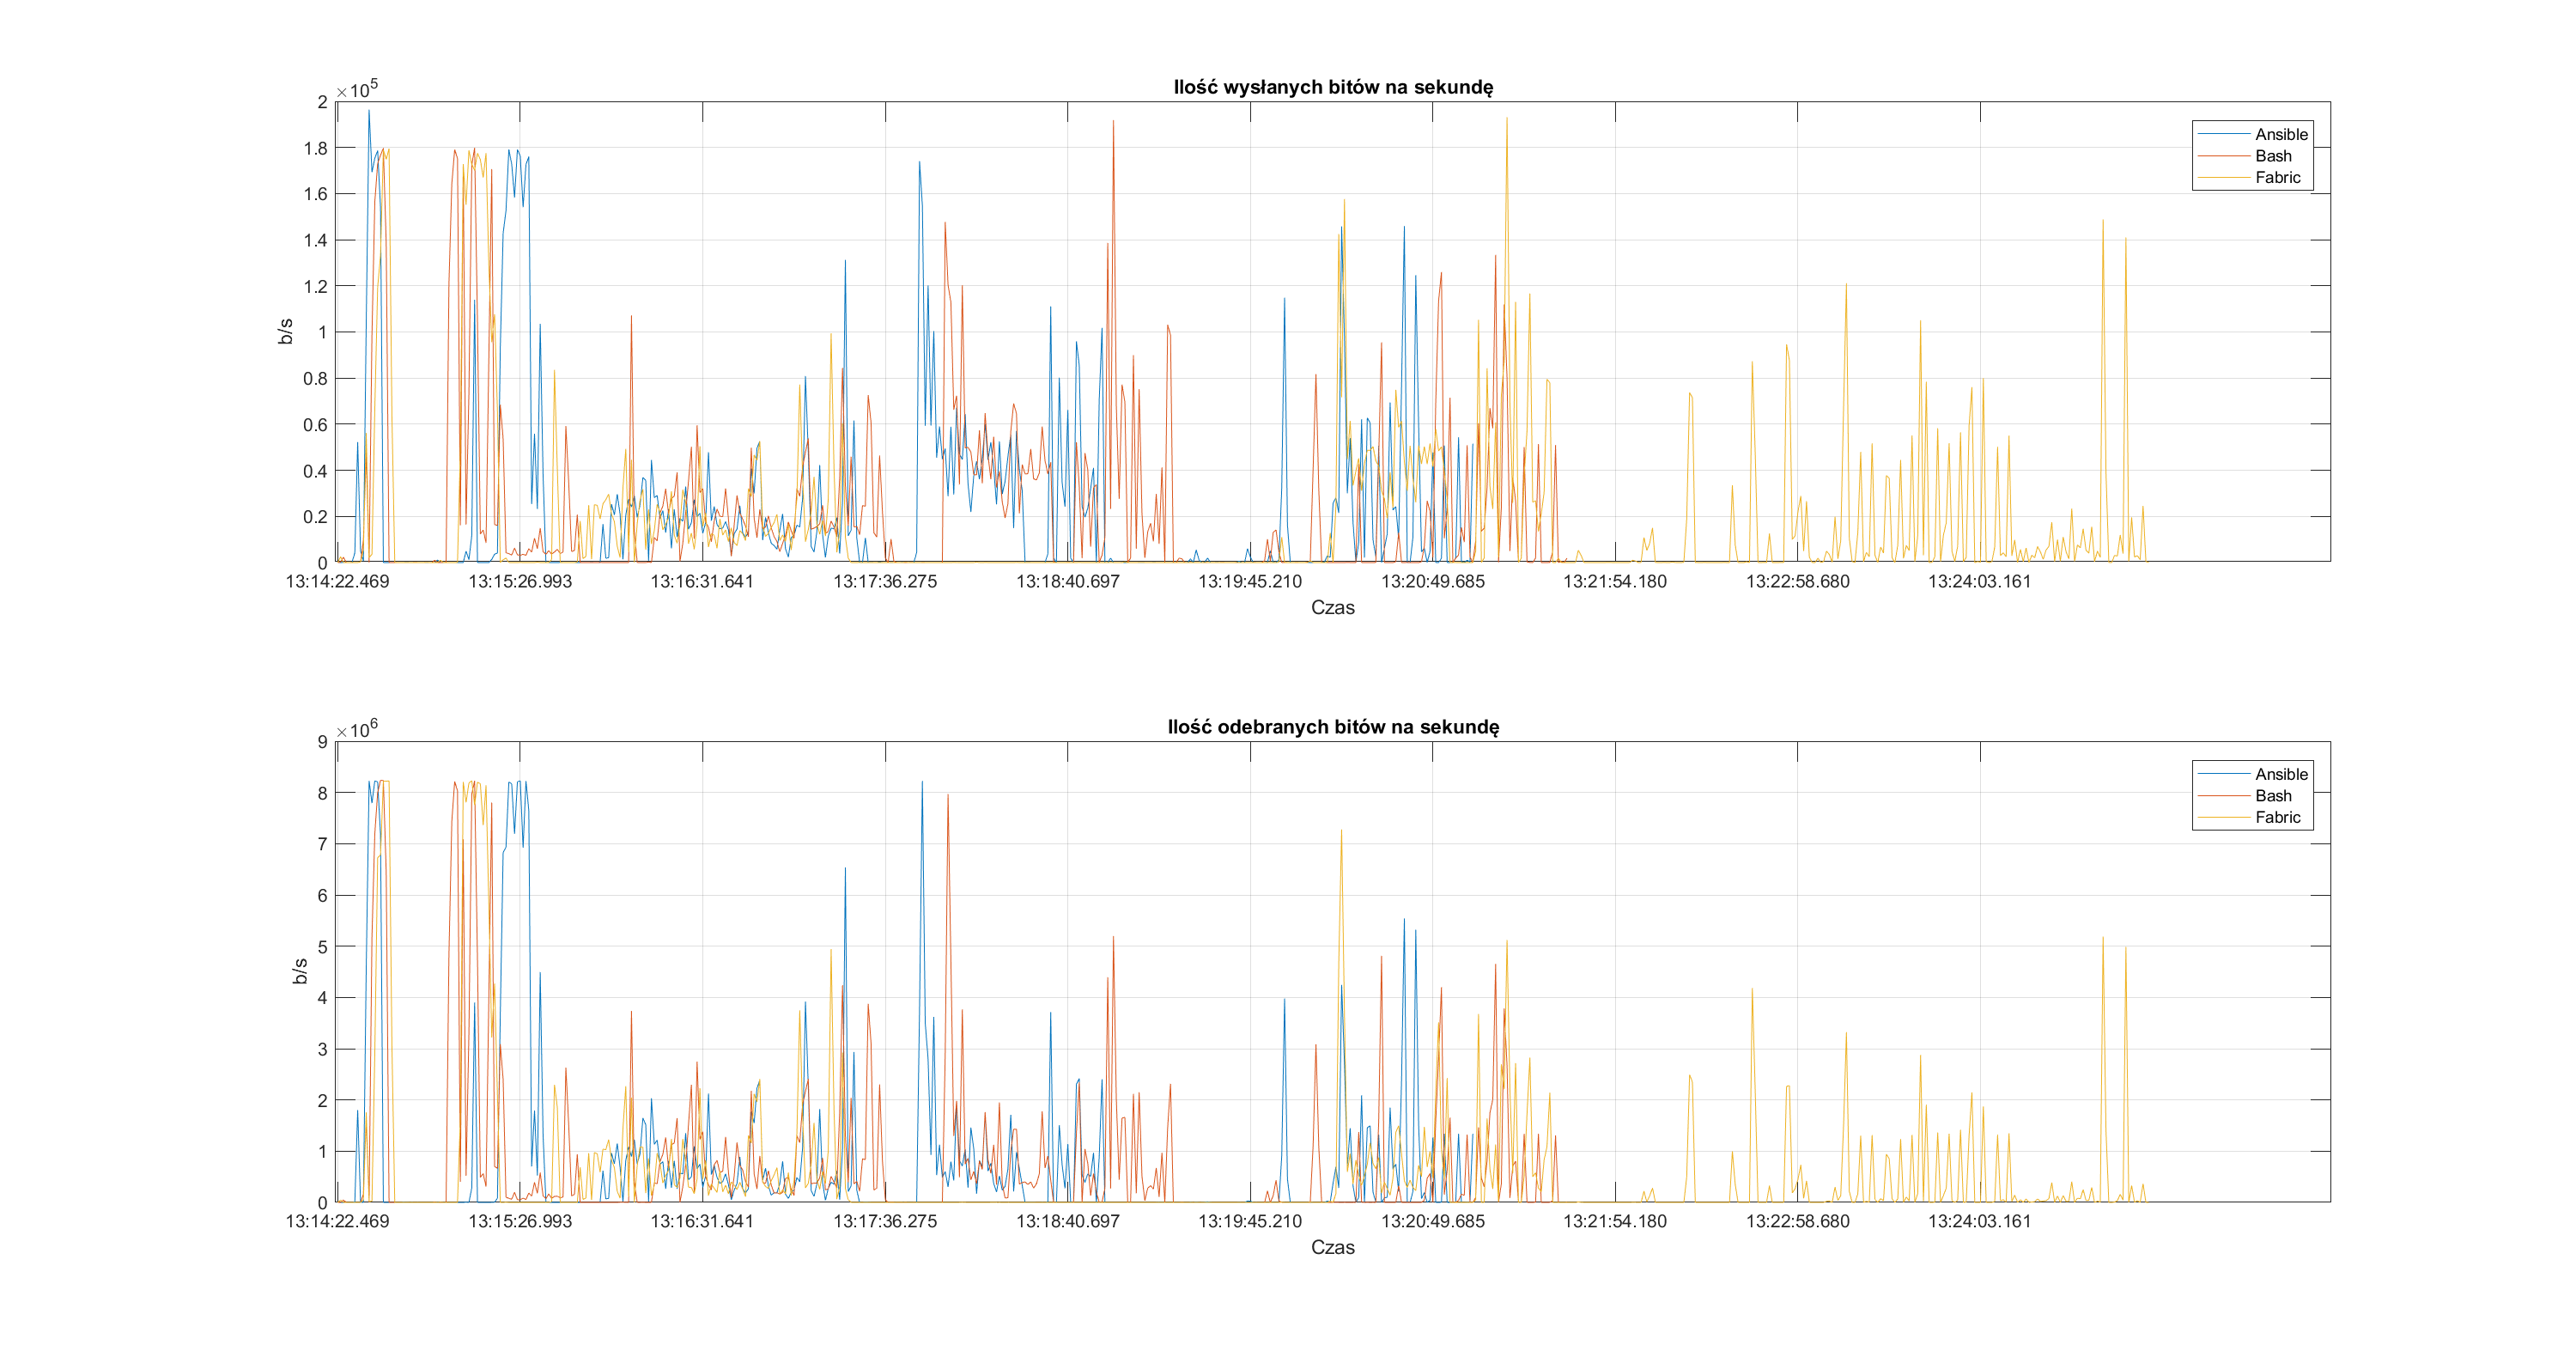 Ilość wysłanych bitów na sekundę
×10^5
2
1.8
1.6
1.4
1.2
1
0.8
0.6
0.4
0.2
0
b/s
Ansible
Bash
Fabric
13:14:22.469 13:15:26.993 13:16:31.641 13:17:36.275 13:18:40.697 13:19:45.210 13:20:49.685 13:21:54.180 13:22:58.680 13:24:03.161
Czas
Ilość odebranych bitów na sekundę
×10^6
9
8
7
6
5
4
3
2
1
0
b/s
Ansible
Bash
Fabric
13:14:22.469 13:15:26.993 13:16:31.641 13:17:36.275 13:18:40.697 13:19:45.210 13:20:49.685 13:21:54.180 13:22:58.680 13:24:03.161
Czas